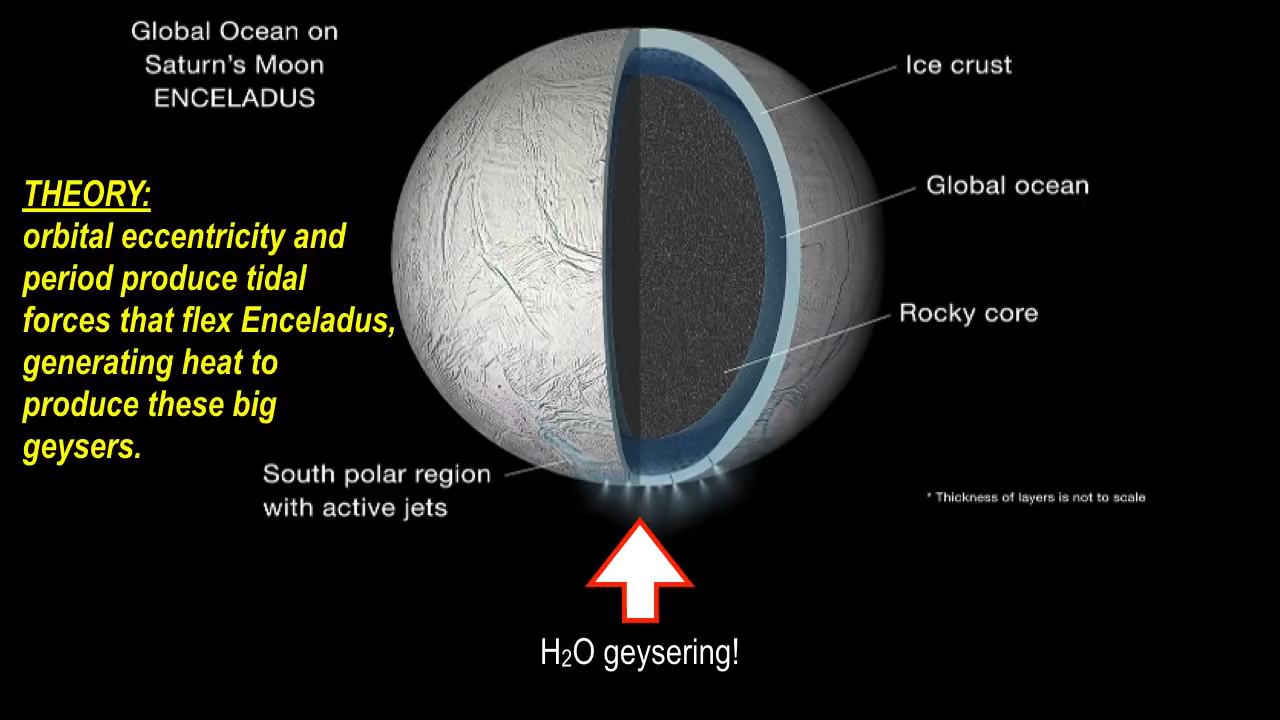 Global Ocean on
Saturn's Moon
ENCELADUS
THEORY:
orbital eccentricity and
period produce tidal
forces that flex Enceladus,
generating heat to
produce these big
geysers.
Ice crust
Global ocean
Rocky core
South polar region
with active jets
* Thickness of layers is not to scale
H₂O geysering!